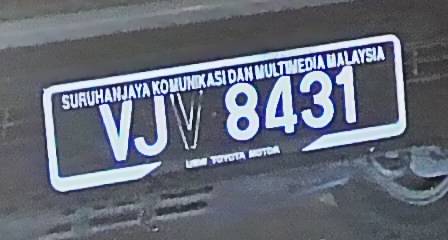 SURUHANJAYA KOMUNIKASI DAN MULTIMEDIA MALAYSIA
VJV 8431
UMW TOYOTA MOTOR